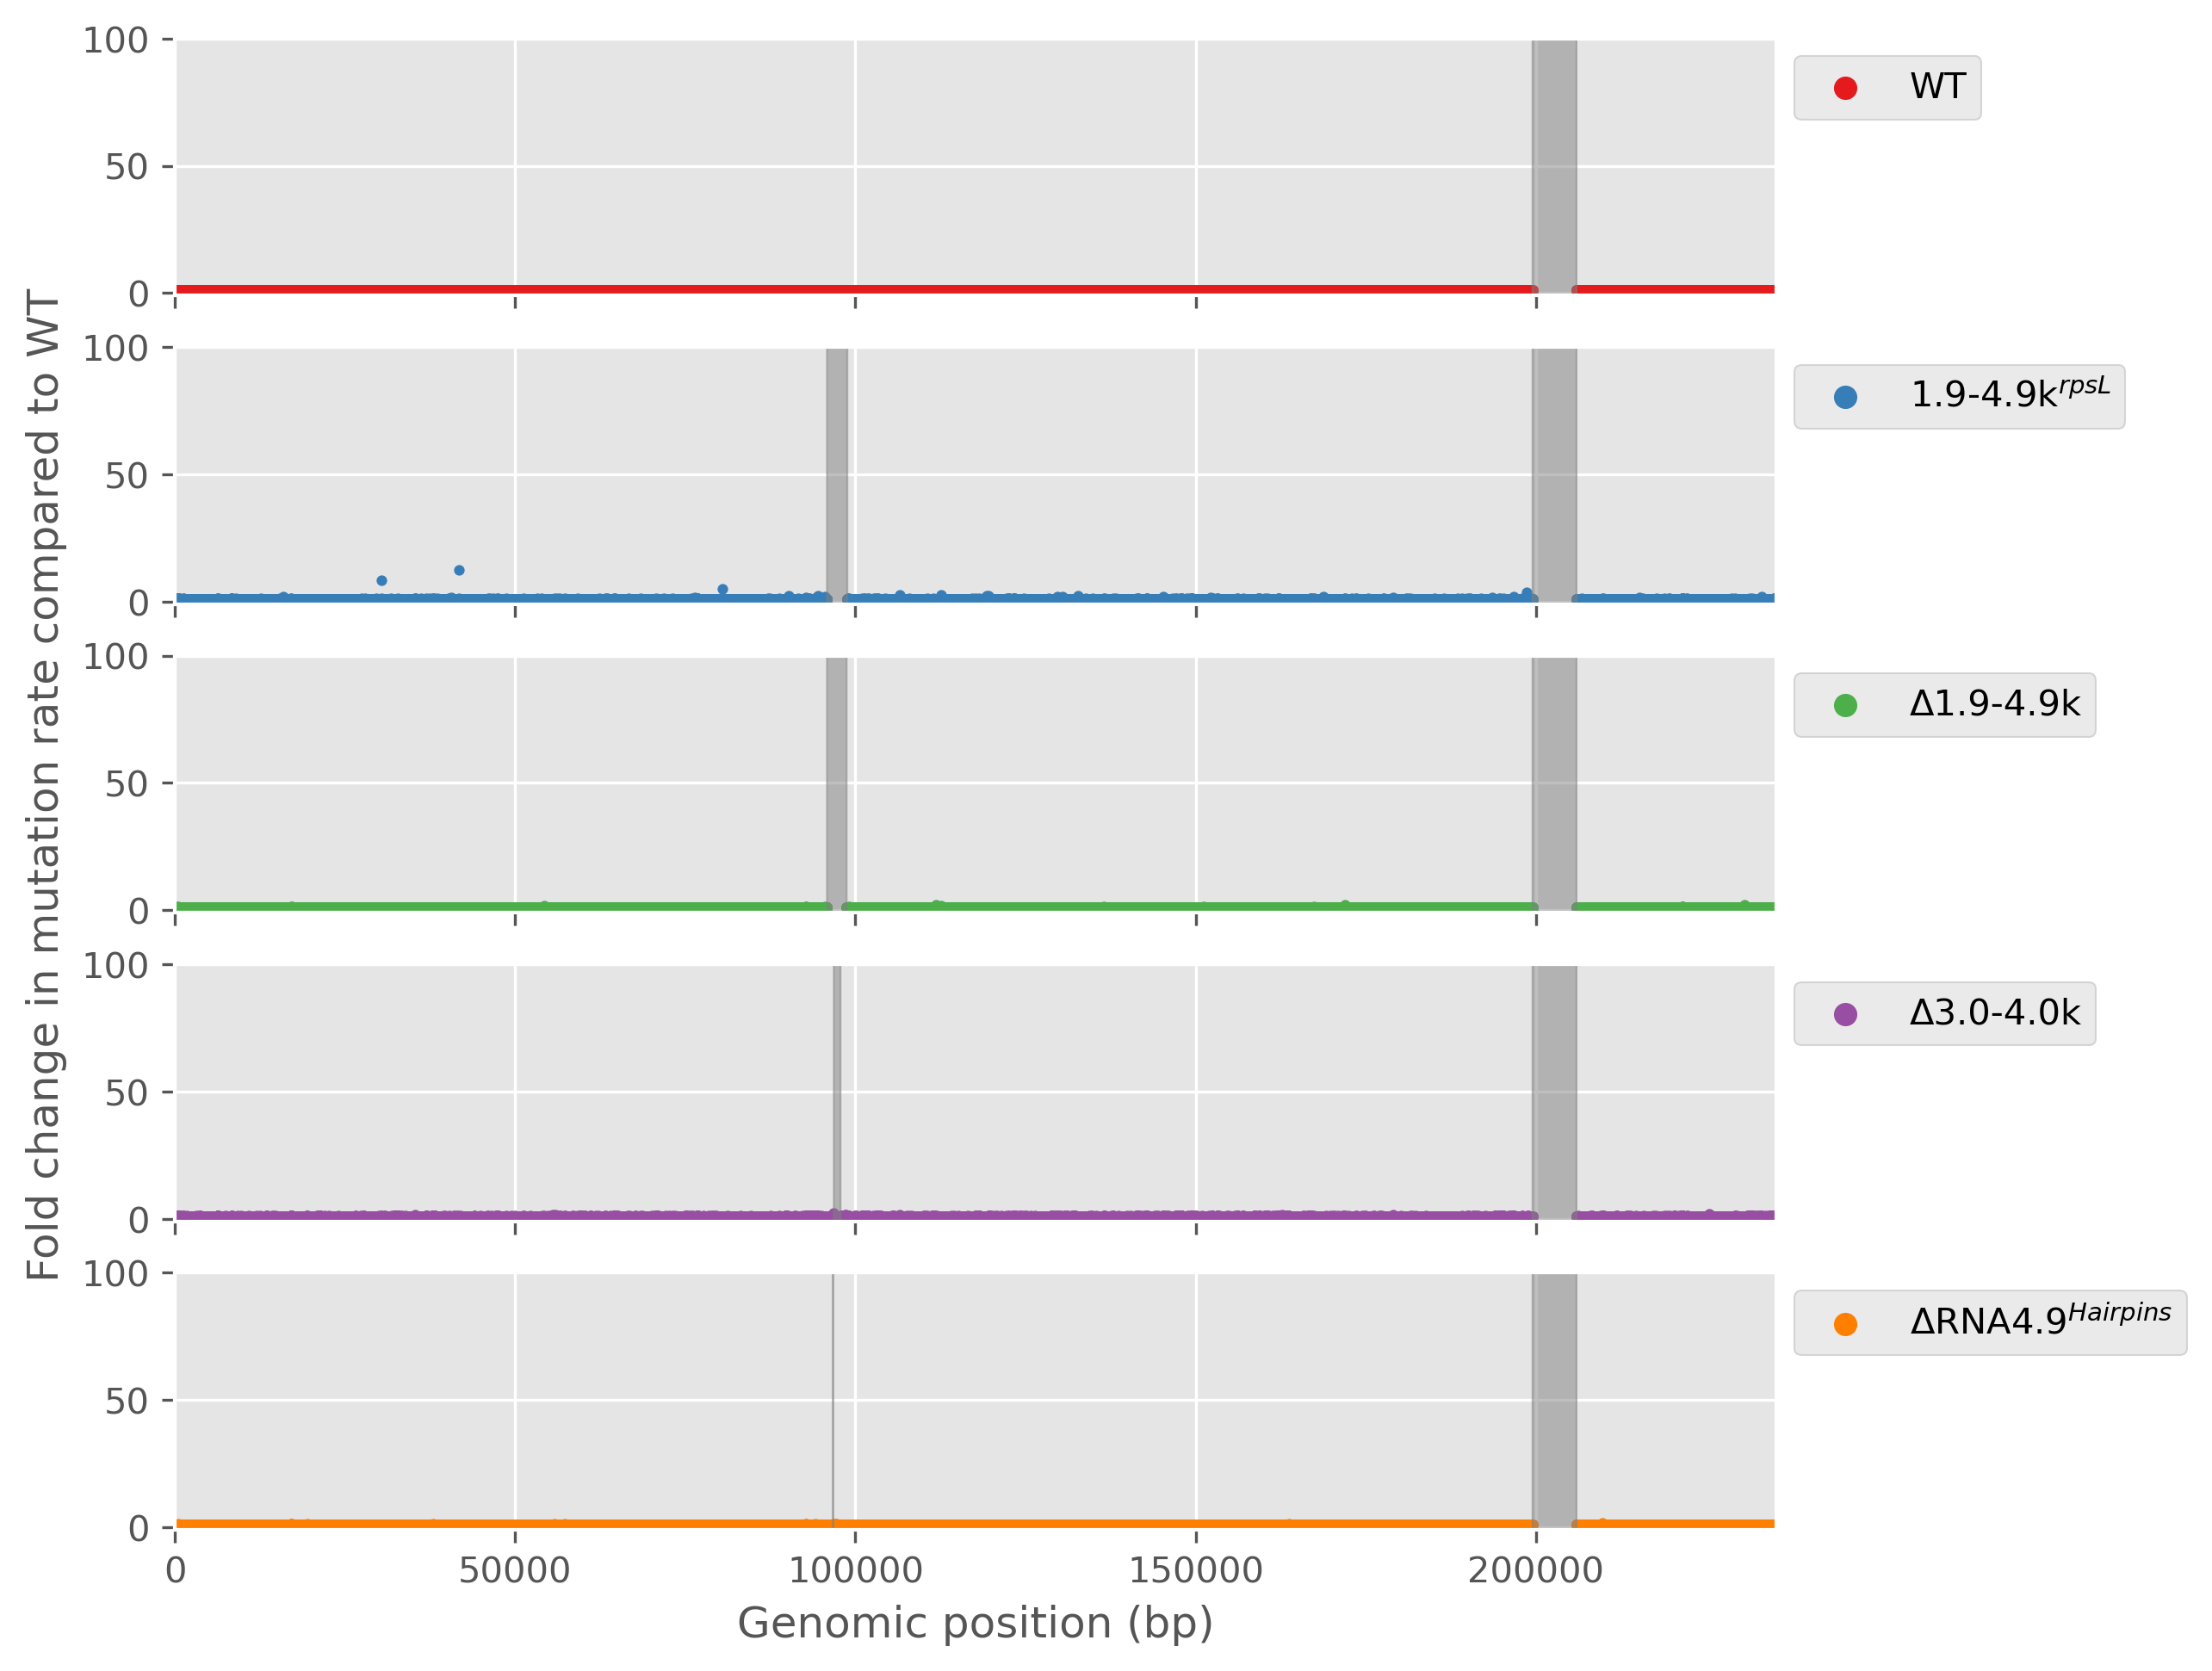 Fold change in mutation rate compared to WT
100
50
0
WT
100
50
0
1.9-4.9k^rpsL
100
50
0
Δ1.9-4.9k
100
50
0
Δ3.0-4.0k
100
50
0
ΔRNA4.9^Hairpins
0 50000 100000 150000 200000
Genomic position (bp)